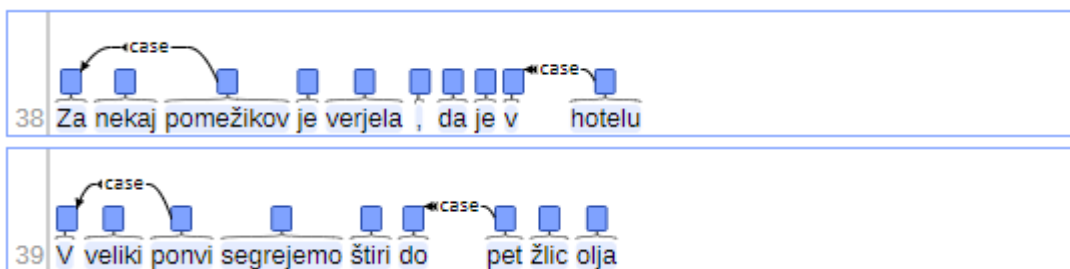 case case
38 Za nekaj pomežikov je verjela , da je v hotelu
case case
39 V veliki ponvi segrejemo štiri do pet žlic olja